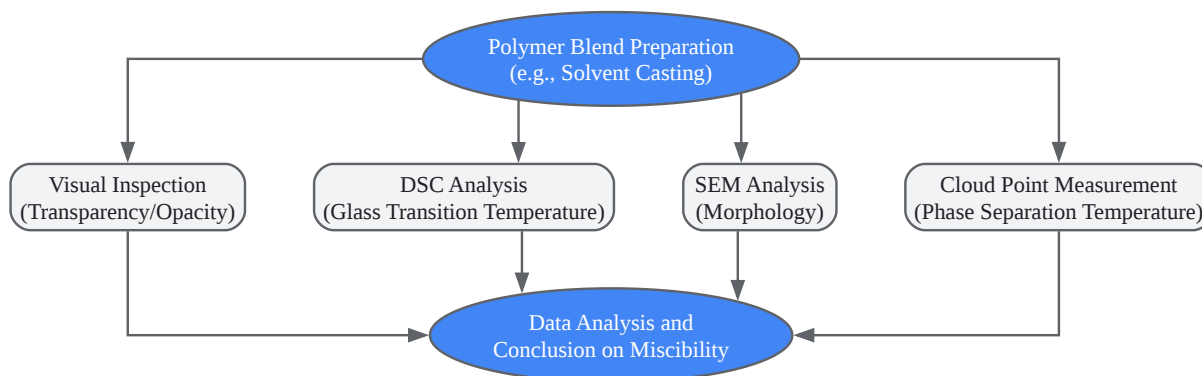 Polymer Blend Preparation
(e.g., Solvent Casting)
Visual Inspection
(Transparency/Opacity)
DSC Analysis
(Glass Transition Temperature)
SEM Analysis
(Morphology)
Cloud Point Measurement
(Phase Separation Temperature)
Data Analysis and
Conclusion on Miscibility